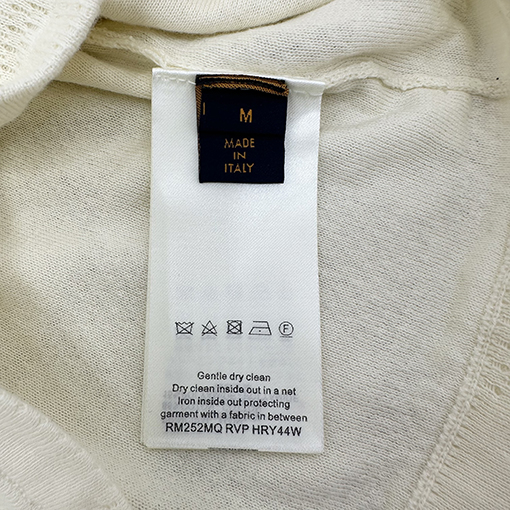 M
MADE
IN
ITALY
F
Gentle dry clean
Dry clean inside out in a net
Iron inside out protecting
garment with a fabric in between
RM252MQ RVP HRY44W